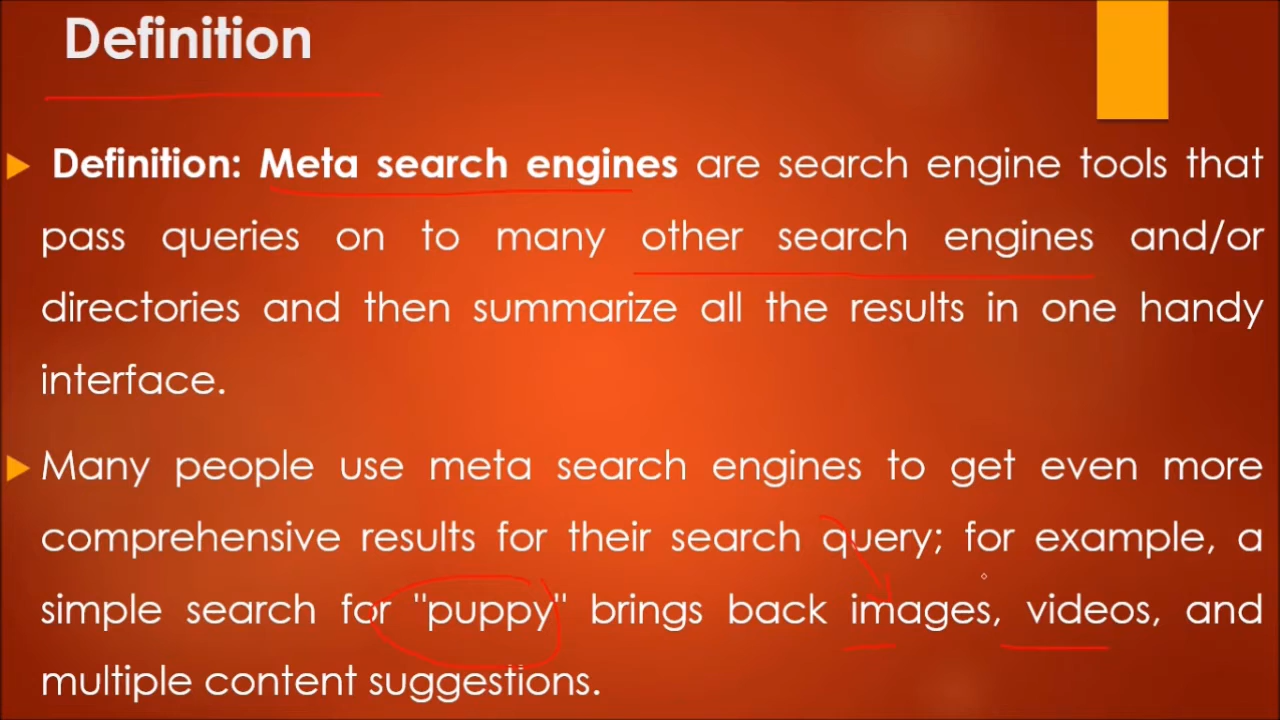 Definition
Definition: Meta search engines are search engine tools that
pass queries on to many other search engines and/or
directories and then summarize all the results in one handy
interface.
Many people use meta search engines to get even more
comprehensive results for their search query; for example, a
simple search for "puppy" brings back images, videos, and
multiple content suggestions.